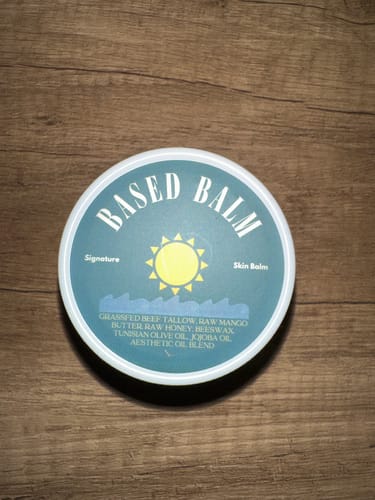 BASED BALM
Signature
Skin Balm
GRASSFED BEEF TALLOW, RAW MANGO
BUTTER, RAW HONEY, BEESWAX,
TUNISIAN OLIVE OIL, JOJOBA OIL,
AESTHETIC OIL BLEND